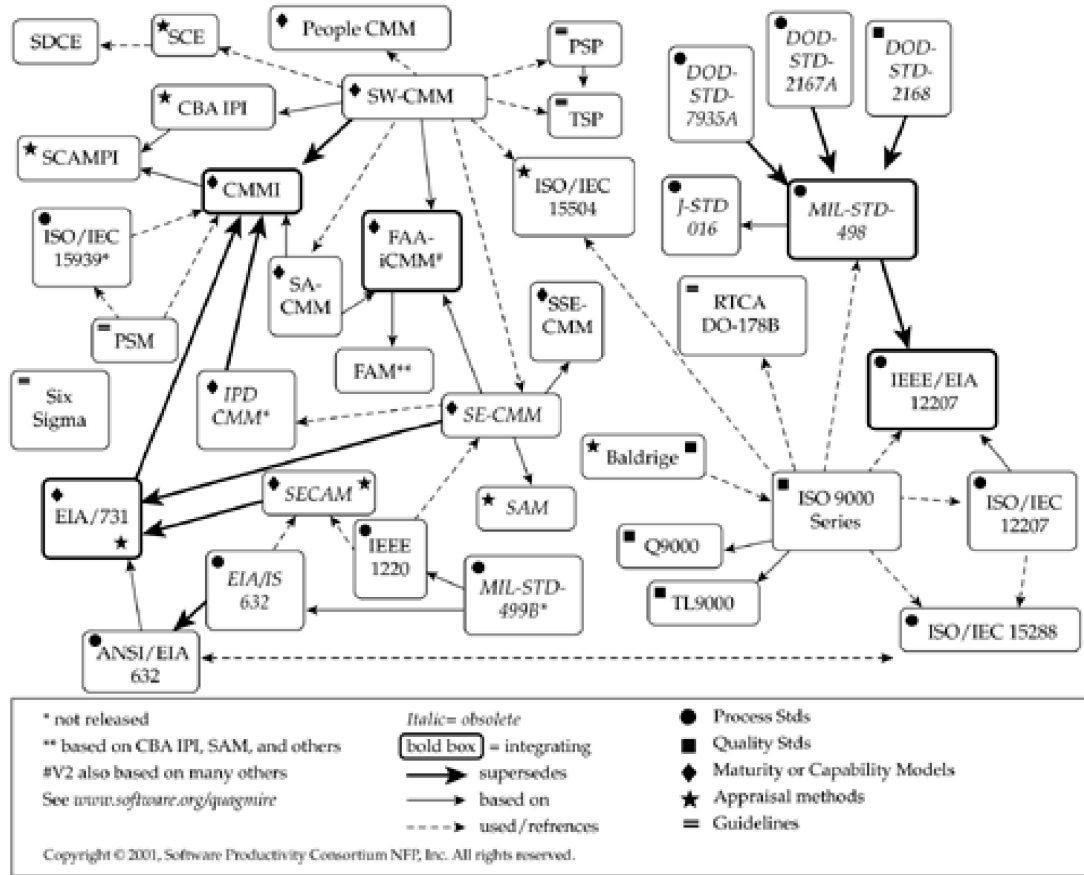 SDCE
SCE
People CMM
PSP
DOD-
STD-
7935A
DOD-
STD-
2167A
DOD-
STD-
2168
CBA IPI
SW-CMM
TSP
SCAMPI
CMMI
ISO/IEC
15504
J-STD
016
MIL-STD-
498
ISO/IEC
15939*
FAA-
iCMM#
SA-
CMM
SSE-
CMM
RTCA
DO-178B
PSM
FAM**
IEEE/EIA
12207
Six
Sigma
IPD
CMM*
SE-CMM
Baldrige
EIA/731
SECAM
SAM
ISO 9000
Series
ISO/IEC
12207
IEEE
1220
Q9000
EIA/IS
632
MIL-STD-
499B*
TL9000
ANSI/EIA
632
ISO/IEC 15288
* not released
** based on CBA IPI, SAM, and others
#V2 also based on many others
See www.software.org/quagmire
Italic= obsolete
bold box = integrating
supersedes
based on
used/refrences
Process Stds
Quality Stds
Maturity or Capability Models
Appraisal methods
Guidelines
Copyright © 2001, Software Productivity Consortium NFP, Inc. All rights reserved.